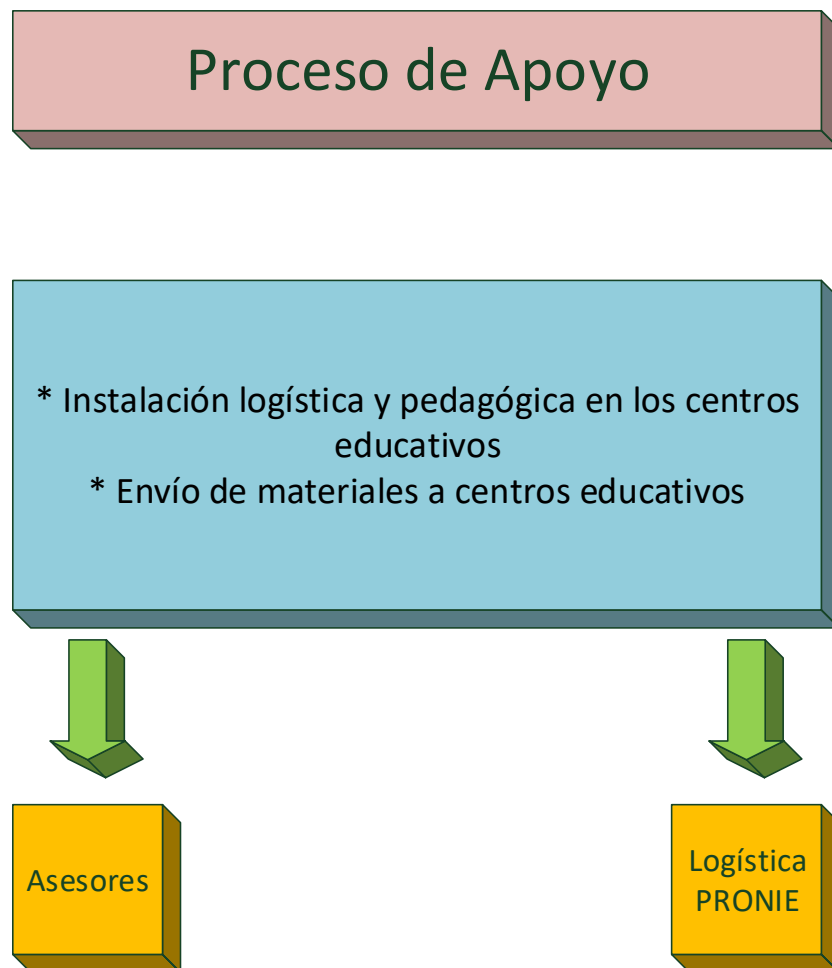 Proceso de Apoyo
* Instalación logística y pedagógica en los centros
educativos
* Envío de materiales a centros educativos
Asesores
Logística
PRONIE